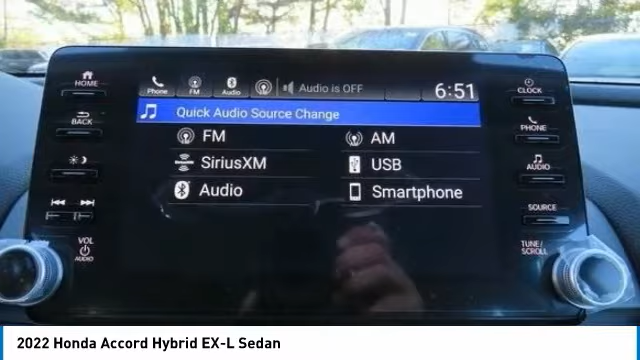 HOME
BACK
VOL
AUDIO
Phone FM Audio Audio is OFF 6:51
Quick Audio Source Change
FM AM
SiriusXM USB
Audio Smartphone
CLOCK
PHONE
AUDIO
SOURCE
TUNE/
SCROLL
2022 Honda Accord Hybrid EX-L Sedan